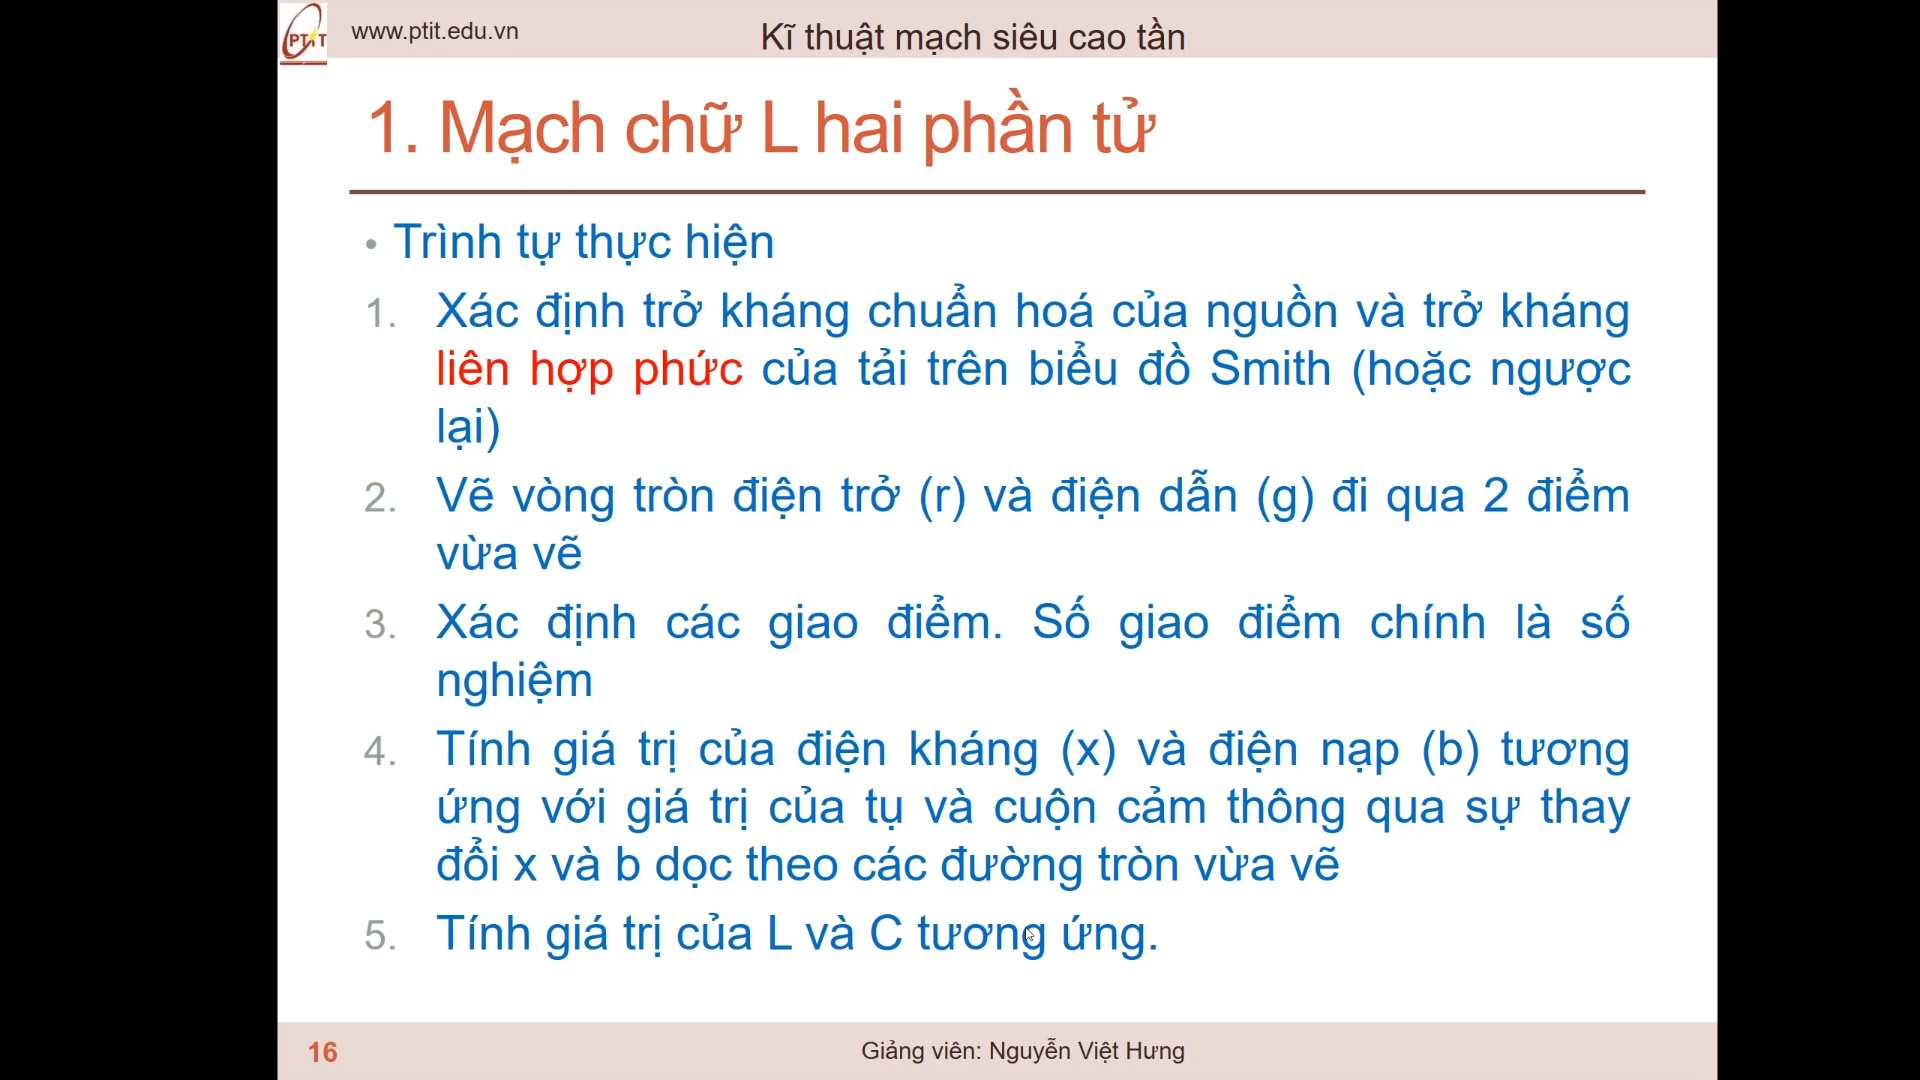 PTIT
www.ptit.edu.vn
Kĩ thuật mạch siêu cao tần
1. Mạch chữ L hai phần tử
• Trình tự thực hiện
1. Xác định trở kháng chuẩn hoá của nguồn và trở kháng
liên hợp phức của tải trên biểu đồ Smith (hoặc ngược
lại)
2. Vẽ vòng tròn điện trở (r) và điện dẫn (g) đi qua 2 điểm
vừa vẽ
3. Xác định các giao điểm. Số giao điểm chính là số
nghiệm
4. Tính giá trị của điện kháng (x) và điện nạp (b) tương
ứng với giá trị của tụ và cuộn cảm thông qua sự thay
đổi x và b dọc theo các đường tròn vừa vẽ
5. Tính giá trị của L và C tương ứng.
16
Giảng viên: Nguyễn Việt Hưng